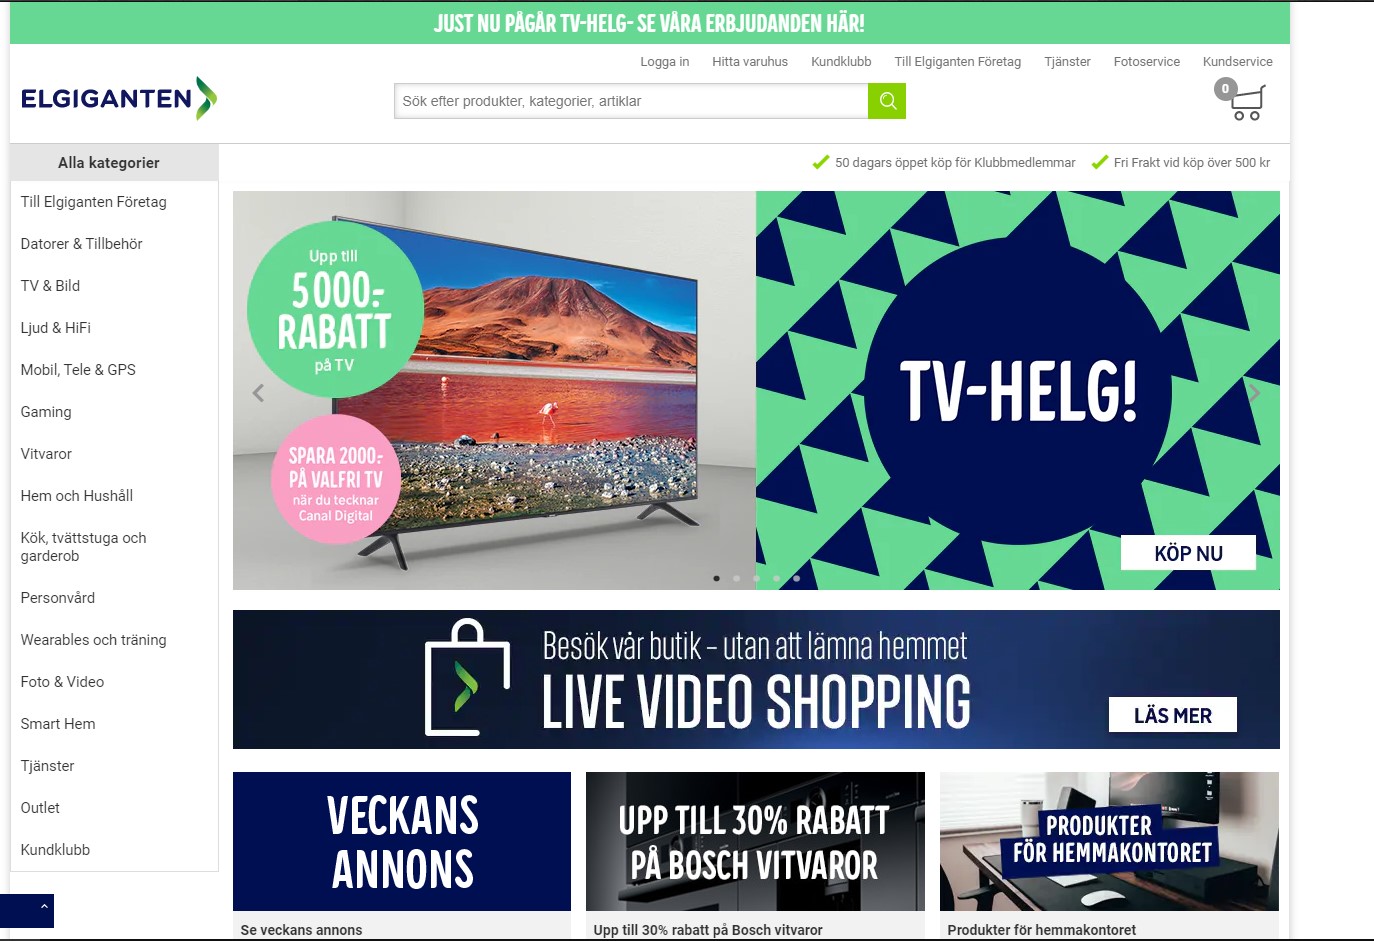 JUST NU PÅGÅR TV-HELG- SE VÅRA ERBJUDANDEN HÄR!
Logga in
Hitta varuhus
Kundklubb
Till Elgiganten Företag
Tjänster
Fotoservice
Kundservice
ELGIGANTEN
Sök efter produkter, kategorier, artiklar
0
Alla kategorier
50 dagars öppet köp för Klubbmedlemmar
Fri Frakt vid köp över 500 kr
Till Elgiganten Företag
Datorer & Tillbehör
TV & Bild
Ljud & HiFi
Mobil, Tele & GPS
Gaming
Vitvaror
Hem och Hushåll
Kök, tvättstuga och
garderob
Personvård
Wearables och träning
Foto & Video
Smart Hem
Tjänster
Outlet
Kundklubb
Upp till
5000:-
RABATT
på TV
SPARA 2000:-
PÅ VALFRI TV
när du tecknar
Canal Digital
TV-HELG!
KÖP NU
Besök vår butik – utan att lämna hemmet
LIVE VIDEO SHOPPING
LÄS MER
VECKANS
ANNONS
Se veckans annons
UPP TILL 30% RABATT
PÅ BOSCH VITVAROR
Upp till 30% rabatt på Bosch vitvaror
PRODUKTER
FÖR HEMMAKONTORET
Produkter för hemmakontoret